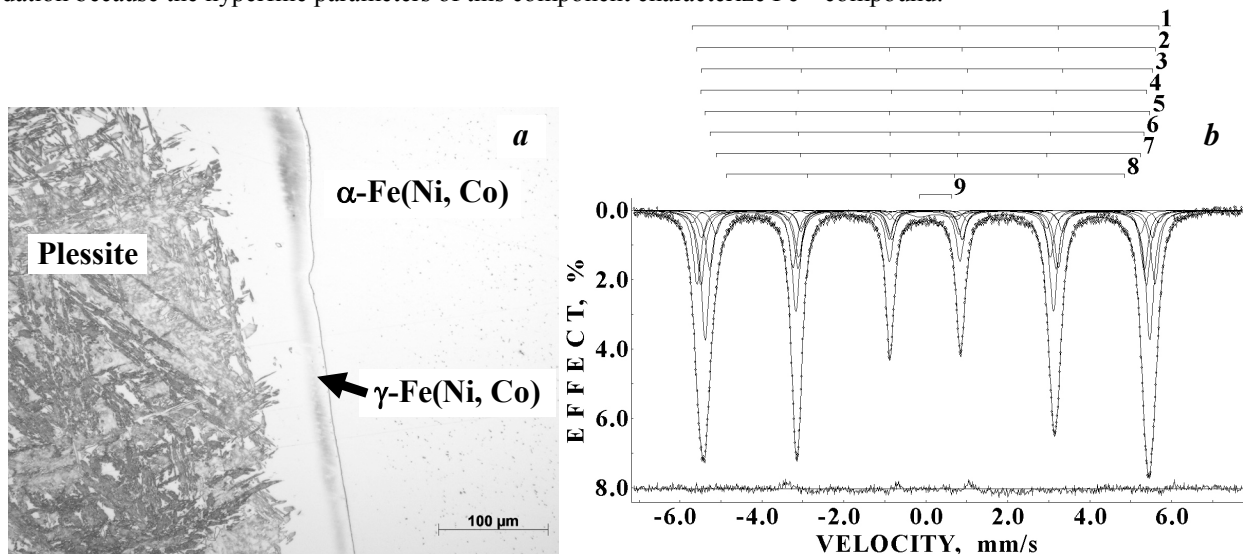 dation because the hyperfine parameters of this component characterize Fe compound.
a
α-Fe(Ni, Co)
Plessite
γ-Fe(Ni, Co)
100 µm
1
2
3
4
5
6
7
8
9
b
0.0
2.0
4.0
6.0
8.0
EFFECT, %
-6.0 -4.0 -2.0 0.0 2.0 4.0 6.0
VELOCITY, mm/s